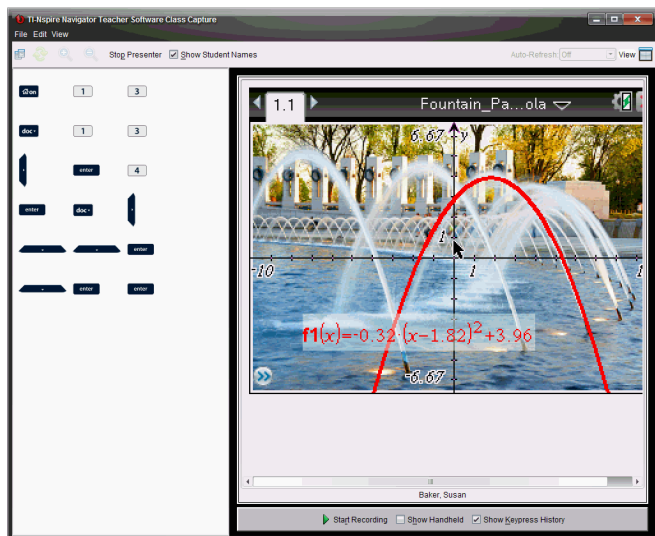 TI-Nspire Navigator Teacher Software Class Capture
File Edit View
Stop Presenter Show Student Names Auto-Refresh: Off View
on 1 3
doc 1 3
enter 4
enter doc
enter
enter enter
1.1 Fountain_Pa...ola
6.67 y
1
-10 1 1
f1(x)=-0.32·(x-1.82)²+3.96
-6.67
Baker, Susan
Start Recording Show Handheld Show Keypress History